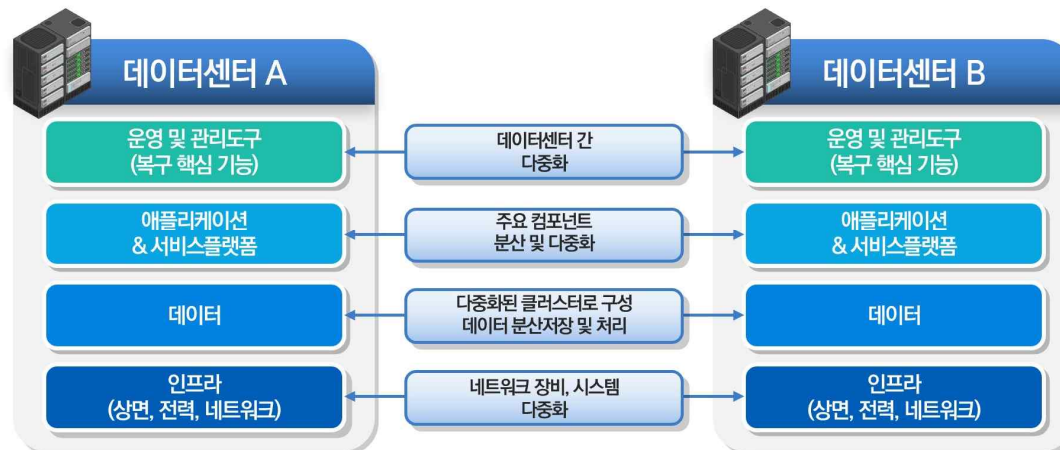 데이터센터 A
데이터센터 B
운영 및 관리도구
(복구 핵심 기능)
데이터센터 간
다중화
운영 및 관리도구
(복구 핵심 기능)
애플리케이션
& 서비스플랫폼
주요 컴포넌트
분산 및 다중화
애플리케이션
& 서비스플랫폼
데이터
다중화된 클러스터로 구성
데이터 분산저장 및 처리
데이터
인프라
(상면, 전력, 네트워크)
네트워크 장비, 시스템
다중화
인프라
(상면, 전력, 네트워크)